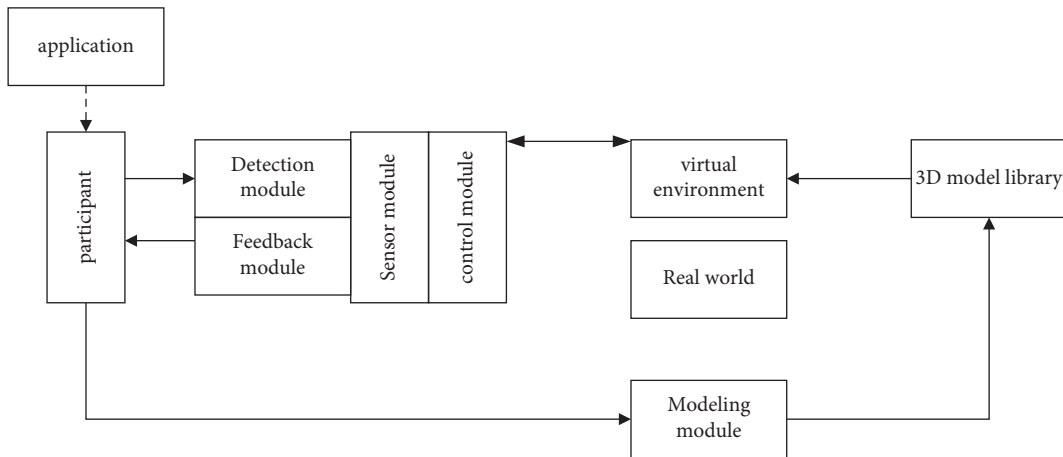 application
participant
Detection
module
Feedback
module
Sensor module
control module
virtual
environment
3D model library
Real world
Modeling
module